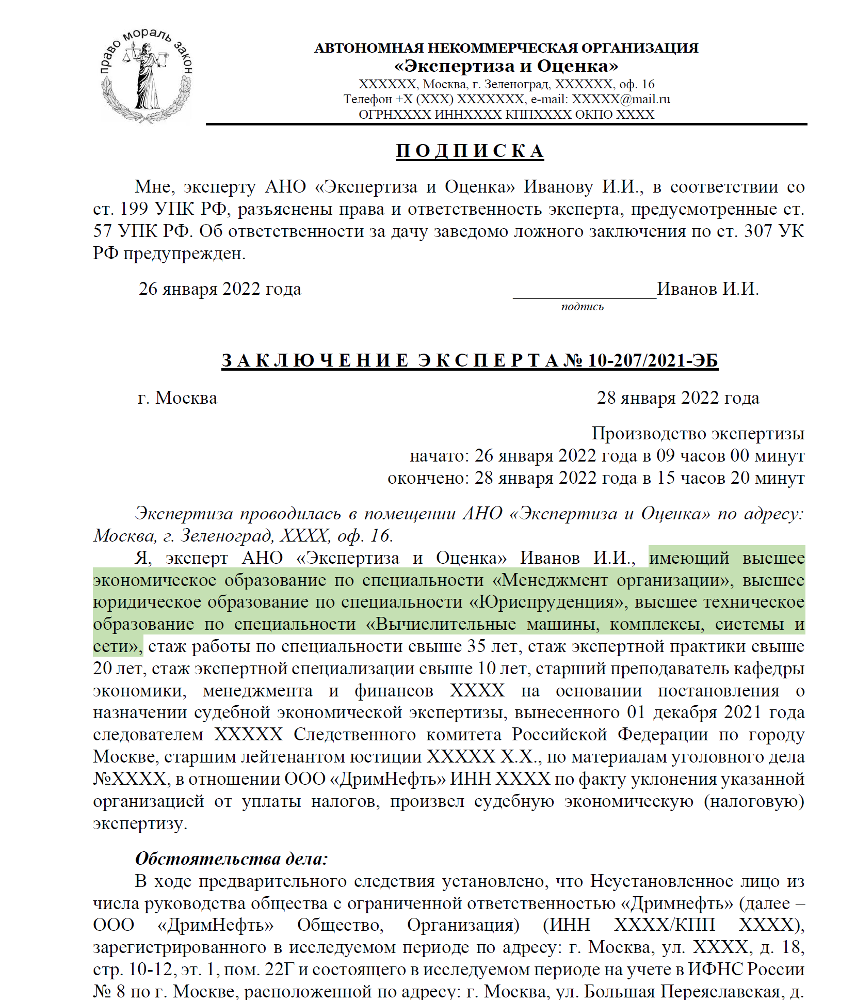 право мораль закон
АВТОНОМНАЯ НЕКОММЕРЧЕСКАЯ ОРГАНИЗАЦИЯ
«Экспертиза и Оценка»
XXXXXX, Москва, г. Зеленоград, XXXXXX, оф. 16
Телефон +X (XXX) XXXXXXX, e-mail: XXXXX@mail.ru
ОГРНXXXX ИННXXXX КППXXXX ОКПО XXXX
П О Д П И С К А
Мне, эксперту АНО «Экспертиза и Оценка» Иванову И.И., в соответствии со
ст. 199 УПК РФ, разъяснены права и ответственность эксперта, предусмотренные ст.
57 УПК РФ. Об ответственности за дачу заведомо ложного заключения по ст. 307 УК
РФ предупрежден.
26 января 2022 года _______________Иванов И.И.
подпись
З А К Л Ю Ч Е Н И Е Э К С П Е Р Т А № 10-207/2021-ЭБ
г. Москва 28 января 2022 года
Производство экспертизы
начато: 26 января 2022 года в 09 часов 00 минут
окончено: 28 января 2022 года в 15 часов 20 минут
Экспертиза проводилась в помещении АНО «Экспертиза и Оценка» по адресу:
Москва, г. Зеленоград, XXXX, оф. 16.
Я, эксперт АНО «Экспертиза и Оценка» Иванов И.И., имеющий высшее
экономическое образование по специальности «Менеджмент организации», высшее
юридическое образование по специальности «Юриспруденция», высшее техническое
образование по специальности «Вычислительные машины, комплексы, системы и
сети», стаж работы по специальности свыше 35 лет, стаж экспертной практики свыше
20 лет, стаж экспертной специализации свыше 10 лет, старший преподаватель кафедры
экономики, менеджмента и финансов XXXX на основании постановления о
назначении судебной экономической экспертизы, вынесенного 01 декабря 2021 года
следователем XXXXX Следственного комитета Российской Федерации по городу
Москве, старшим лейтенантом юстиции XXXXX X.X., по материалам уголовного дела
№XXXX, в отношении ООО «ДримНефть» ИНН XXXX по факту уклонения указанной
организацией от уплаты налогов, произвел судебную экономическую (налоговую)
экспертизу.
Обстоятельства дела:
В ходе предварительного следствия установлено, что Неустановленное лицо из
числа руководства общества с ограниченной ответственностью «Дримнефть» (далее –
ООО «ДримНефть» Общество, Организация) (ИНН XXXX/КПП XXXX),
зарегистрированного в исследуемом периоде по адресу: г. Москва, ул. XXXX, д. 18,
стр. 10-12, эт. 1, пом. 22Г и состоящего в исследуемом периоде на учете в ИФНС России
№ 8 по г. Москве, расположенной по адресу: г. Москва, ул. Большая Переяславская, д.